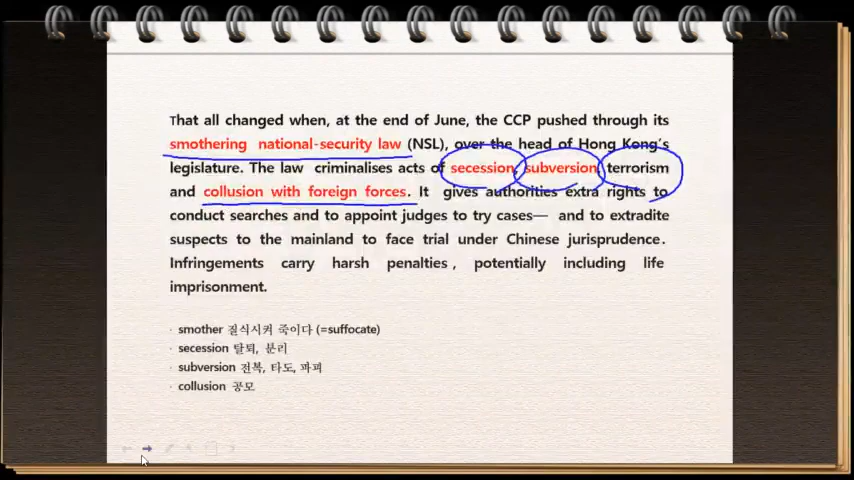 That all changed when, at the end of June, the CCP pushed through its
smothering national-security law (NSL), over the head of Hong Kong's
legislature. The law criminalises acts of secession, subversion, terrorism
and collusion with foreign forces. It gives authorities extra rights to
conduct searches and to appoint judges to try cases— and to extradite
suspects to the mainland to face trial under Chinese jurisprudence.
Infringements carry harsh penalties , potentially including life
imprisonment.
· smother 질식시켜 죽이다 (=suffocate)
· secession 탈퇴, 분리
· subversion 전복, 타도, 파괴
· collusion 공모